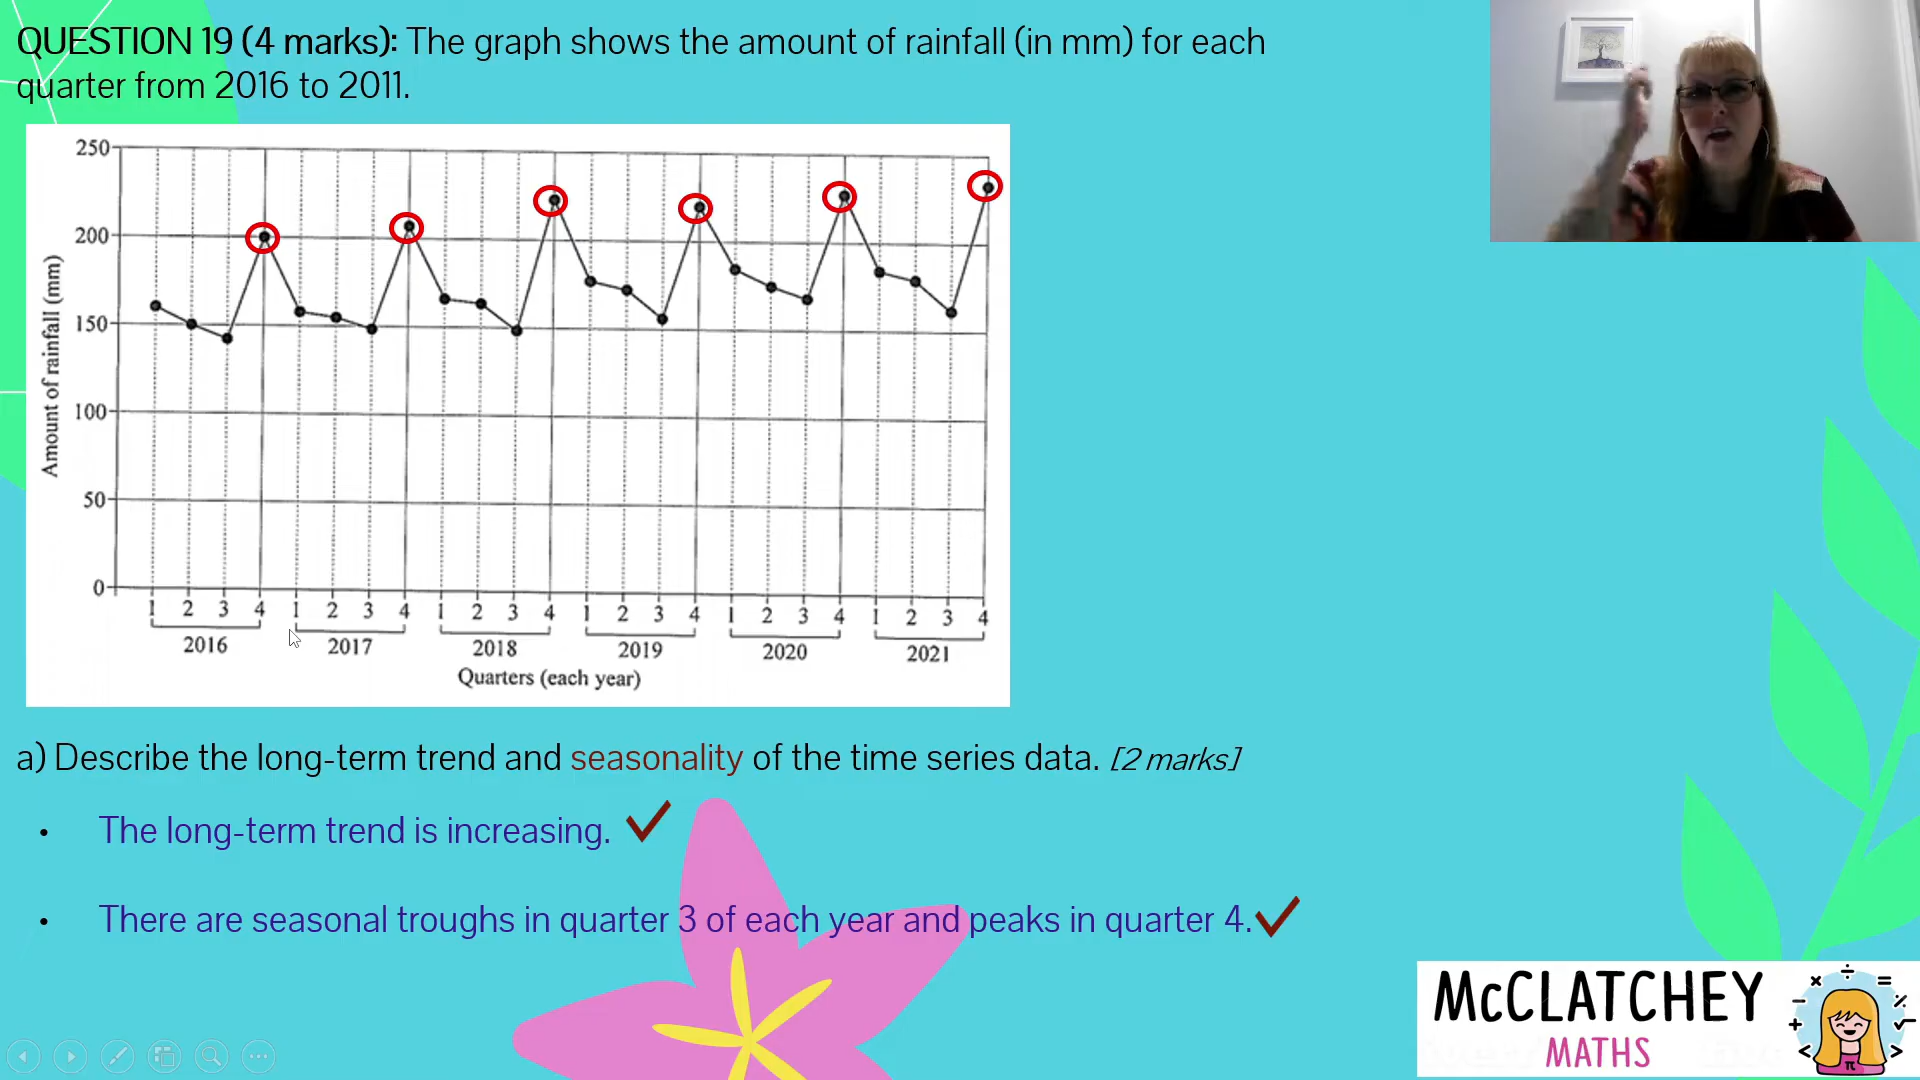 QUESTION 19 (4 marks): The graph shows the amount of rainfall (in mm) for each
quarter from 2016 to 2011.
250
200
150
100
50
0
Amount of rainfall (mm)
1 2 3 4 1 2 3 4 1 2 3 4 1 2 3 4 1 2 3 4 1 2 3 4
2016 2017 2018 2019 2020 2021
Quarters (each year)
a) Describe the long-term trend and seasonality of the time series data. [2 marks]
• The long-term trend is increasing. ✓
• There are seasonal troughs in quarter 3 of each year and peaks in quarter 4. ✓
McCLATCHEY
MATHS